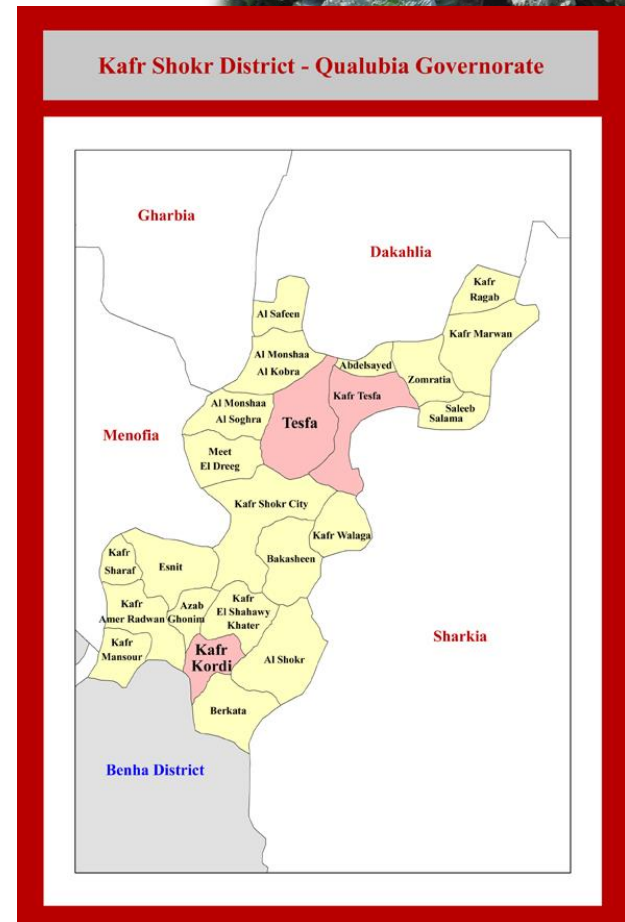 Kafr Shokr District - Qualubia Governorate
Gharbia
Dakahlia
Kafr
Ragab
Al Safeen
Kafr Marwan
Al Monshaa
Al Kobra
Abdelsayed
Zomratia
Kafr Tesfa
Al Monshaa
Al Soghra
Saleeb
Salama
Tesfa
Menofia
Meet
El Dreeg
Kafr Shokr City
Kafr Walaga
Kafr
Sharaf
Esnit
Bakasheen
Kafr
Amer Radwan
Azab
Ghonim
Kafr
El Shahawy
Khater
Sharkia
Kafr
Mansour
Kafr
Kordi
Al Shokr
Berkata
Benha District